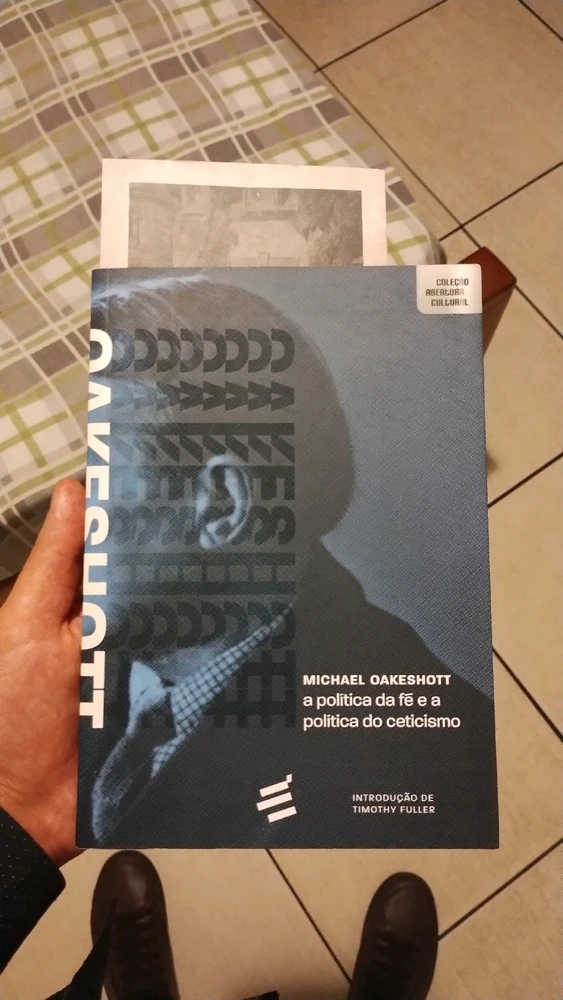 COLEÇÃO
ABERTURA
CULTURAL
OAKESHOTT
MICHAEL OAKESHOTT
a política da fé e a
política do ceticismo
INTRODUÇÃO DE
TIMOTHY FULLER